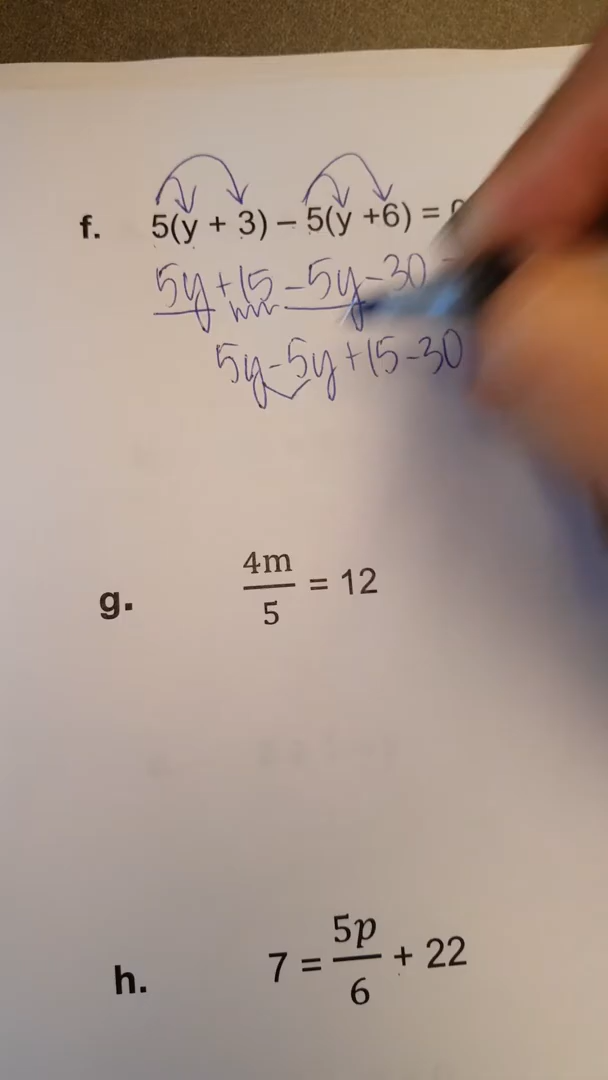 f. 5(y + 3) – 5(y +6) =
5y+15-5y-30
5y-5y+15-30
g. 4m/5 = 12
h. 7 = 5p/6 + 22